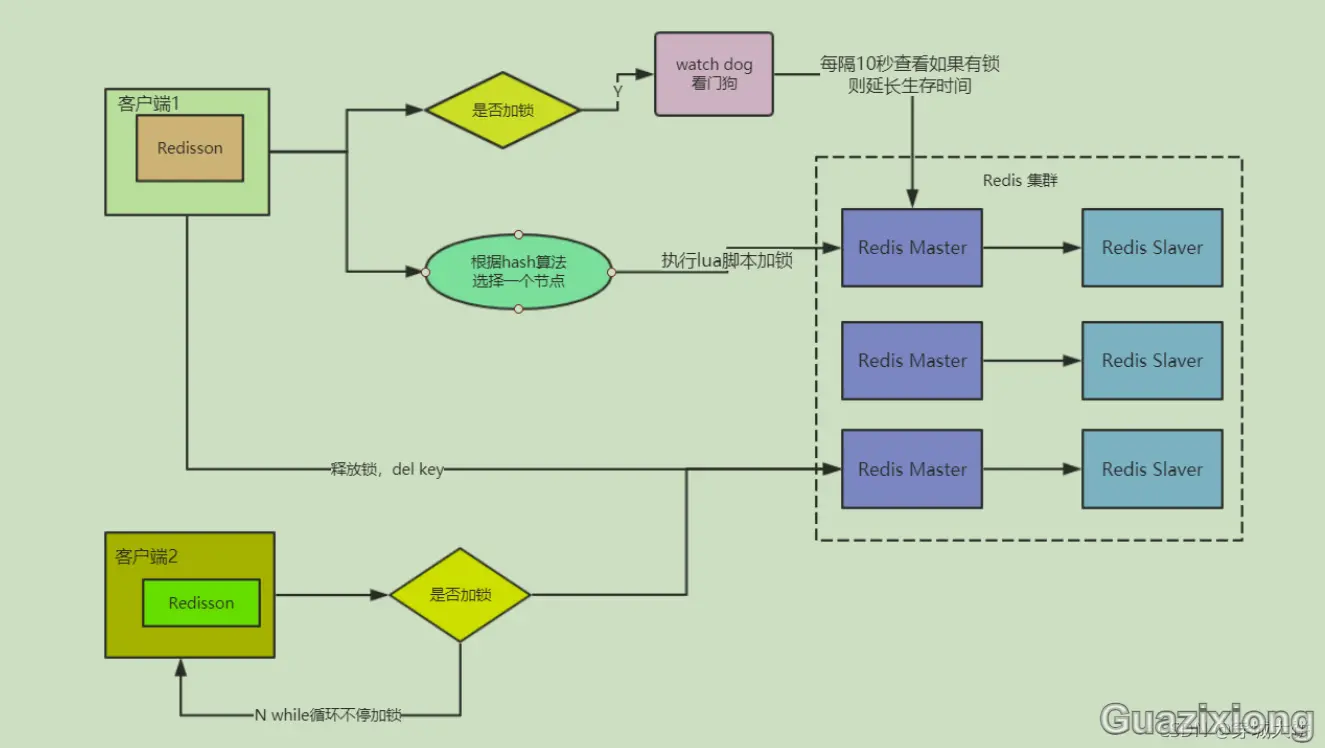 客户端1
Redisson
是否加锁
Y
watch dog
看门狗
每隔10秒查看如果有锁
则延长生存时间
Redis 集群
根据hash算法
选择一个节点
执行lua脚本加锁
Redis Master
Redis Slaver
Redis Master
Redis Slaver
释放锁，del key
Redis Master
Redis Slaver
客户端2
Redisson
是否加锁
N while循环不停加锁
Guazixiong